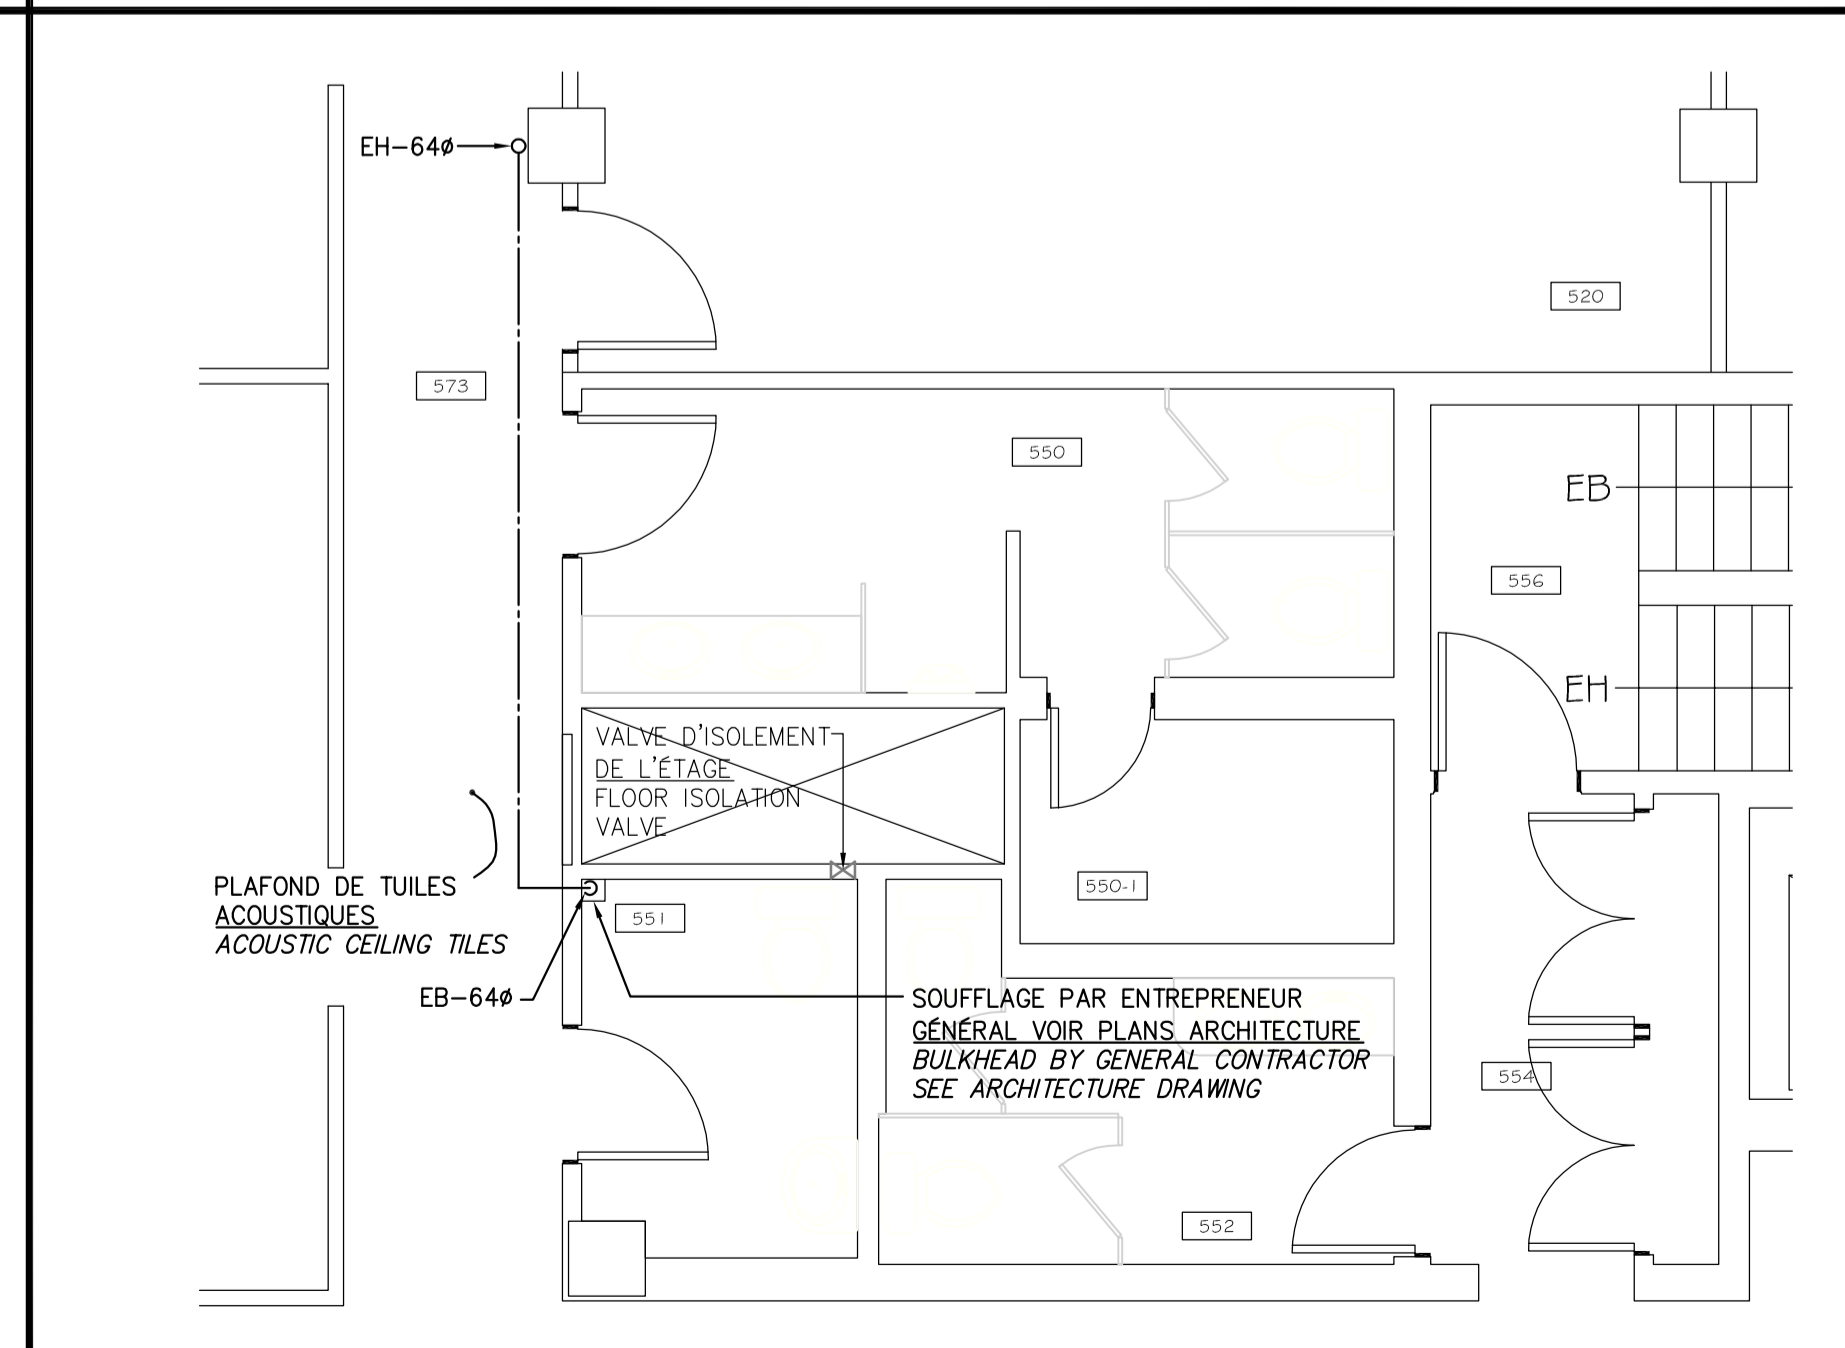 EH-64ø
520
573
550
EB
556
EH
VALVE D'ISOLEMENT
DE L'ÉTAGE
FLOOR ISOLATION
VALVE
PLAFOND DE TUILES
ACOUSTIQUES
ACOUSTIC CEILING TILES
551
550-1
EB-64ø
SOUFFLAGE PAR ENTREPRENEUR
GÉNÉRAL VOIR PLANS ARCHITECTURE
BULKHEAD BY GENERAL CONTRACTOR
SEE ARCHITECTURE DRAWING
554
552